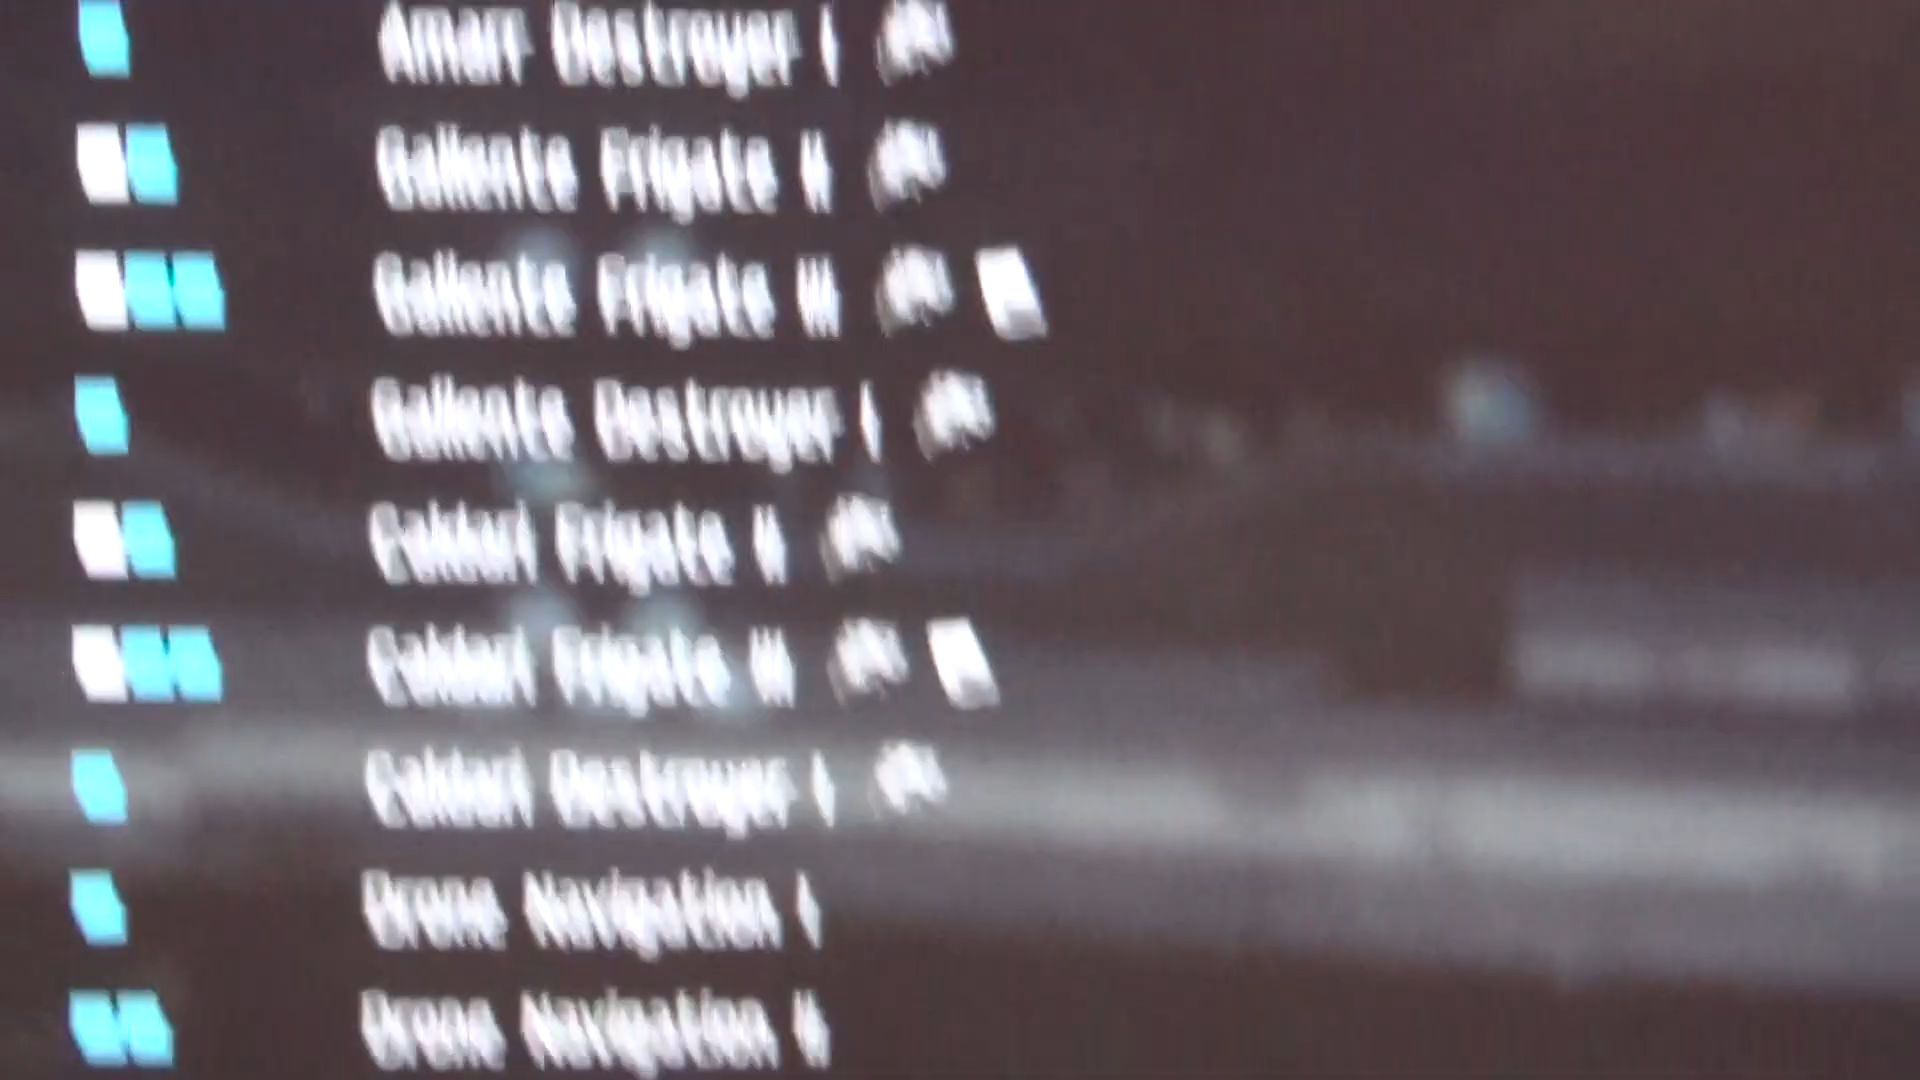 Amarr Destroyer I
Gallente Frigate II
Gallente Frigate III
Gallente Destroyer I
Caldari Frigate II
Caldari Frigate III
Caldari Destroyer I
Drone Navigation I
Drone Navigation II